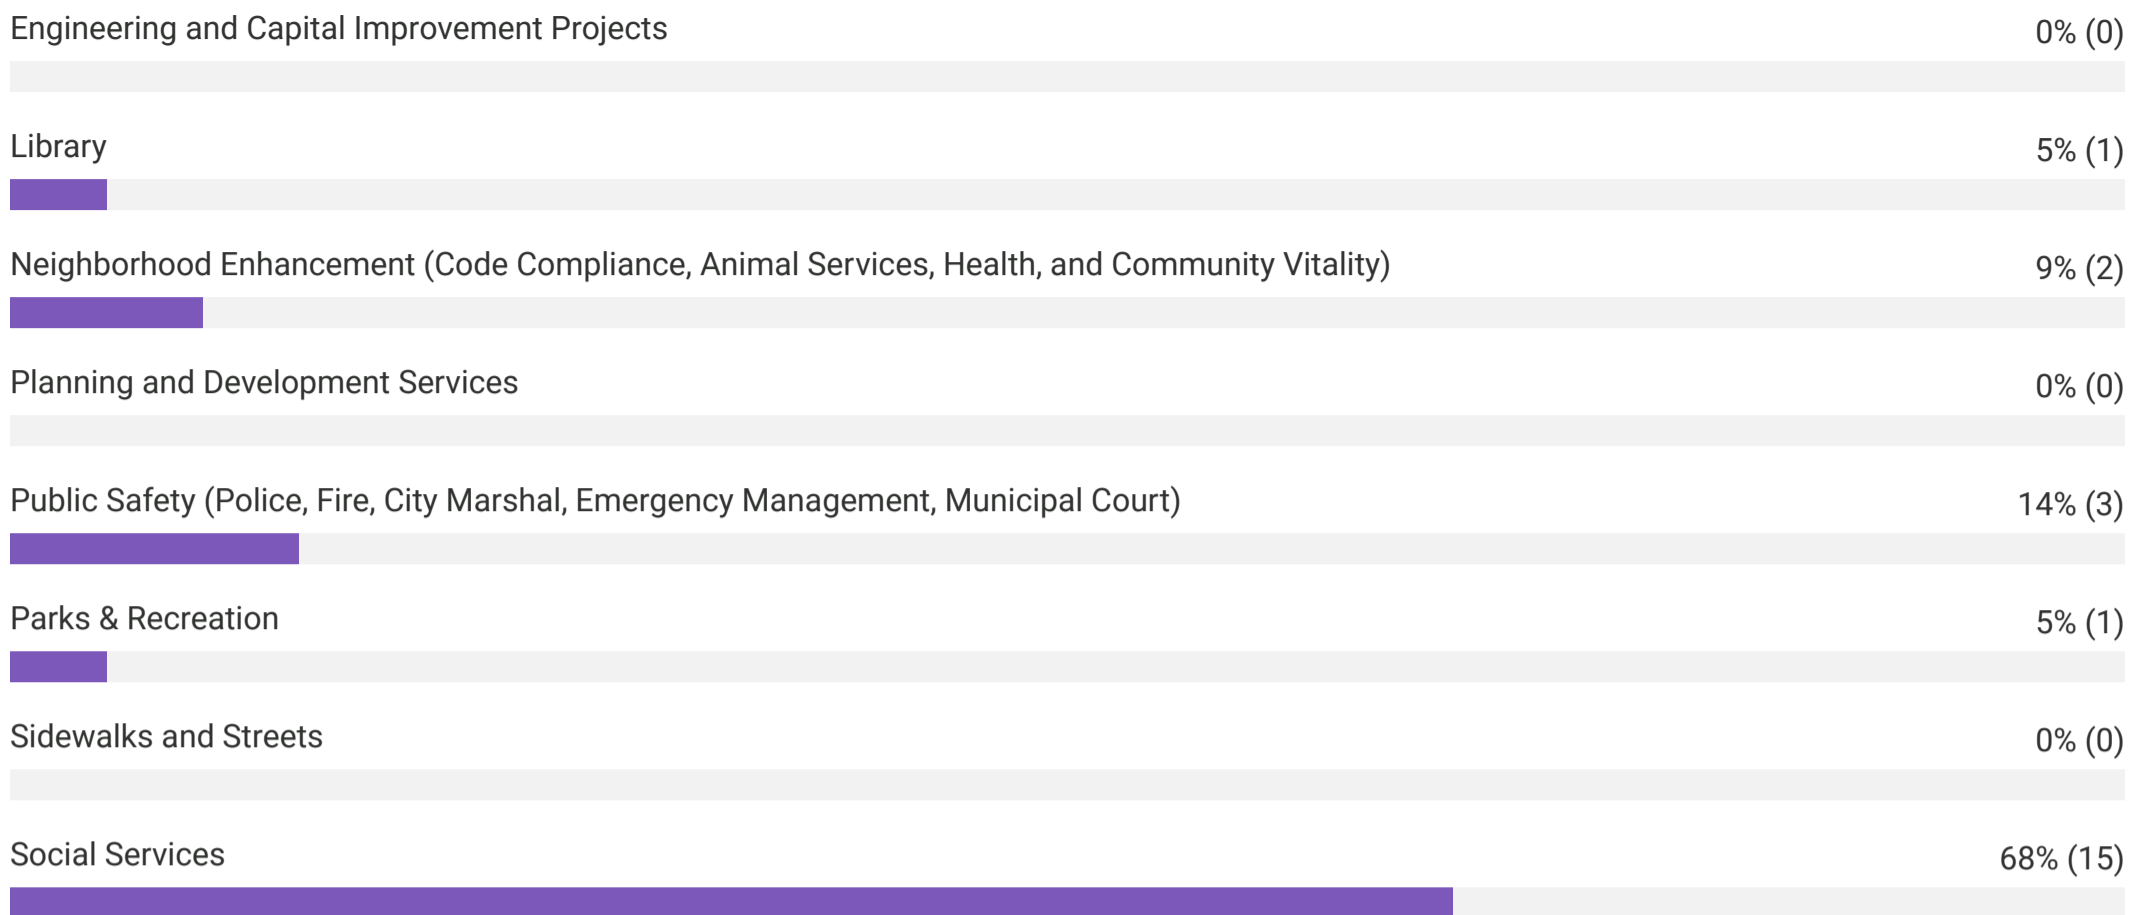 Engineering and Capital Improvement Projects 0% (0)
Library 5% (1)
Neighborhood Enhancement (Code Compliance, Animal Services, Health, and Community Vitality) 9% (2)
Planning and Development Services 0% (0)
Public Safety (Police, Fire, City Marshal, Emergency Management, Municipal Court) 14% (3)
Parks & Recreation 5% (1)
Sidewalks and Streets 0% (0)
Social Services 68% (15)